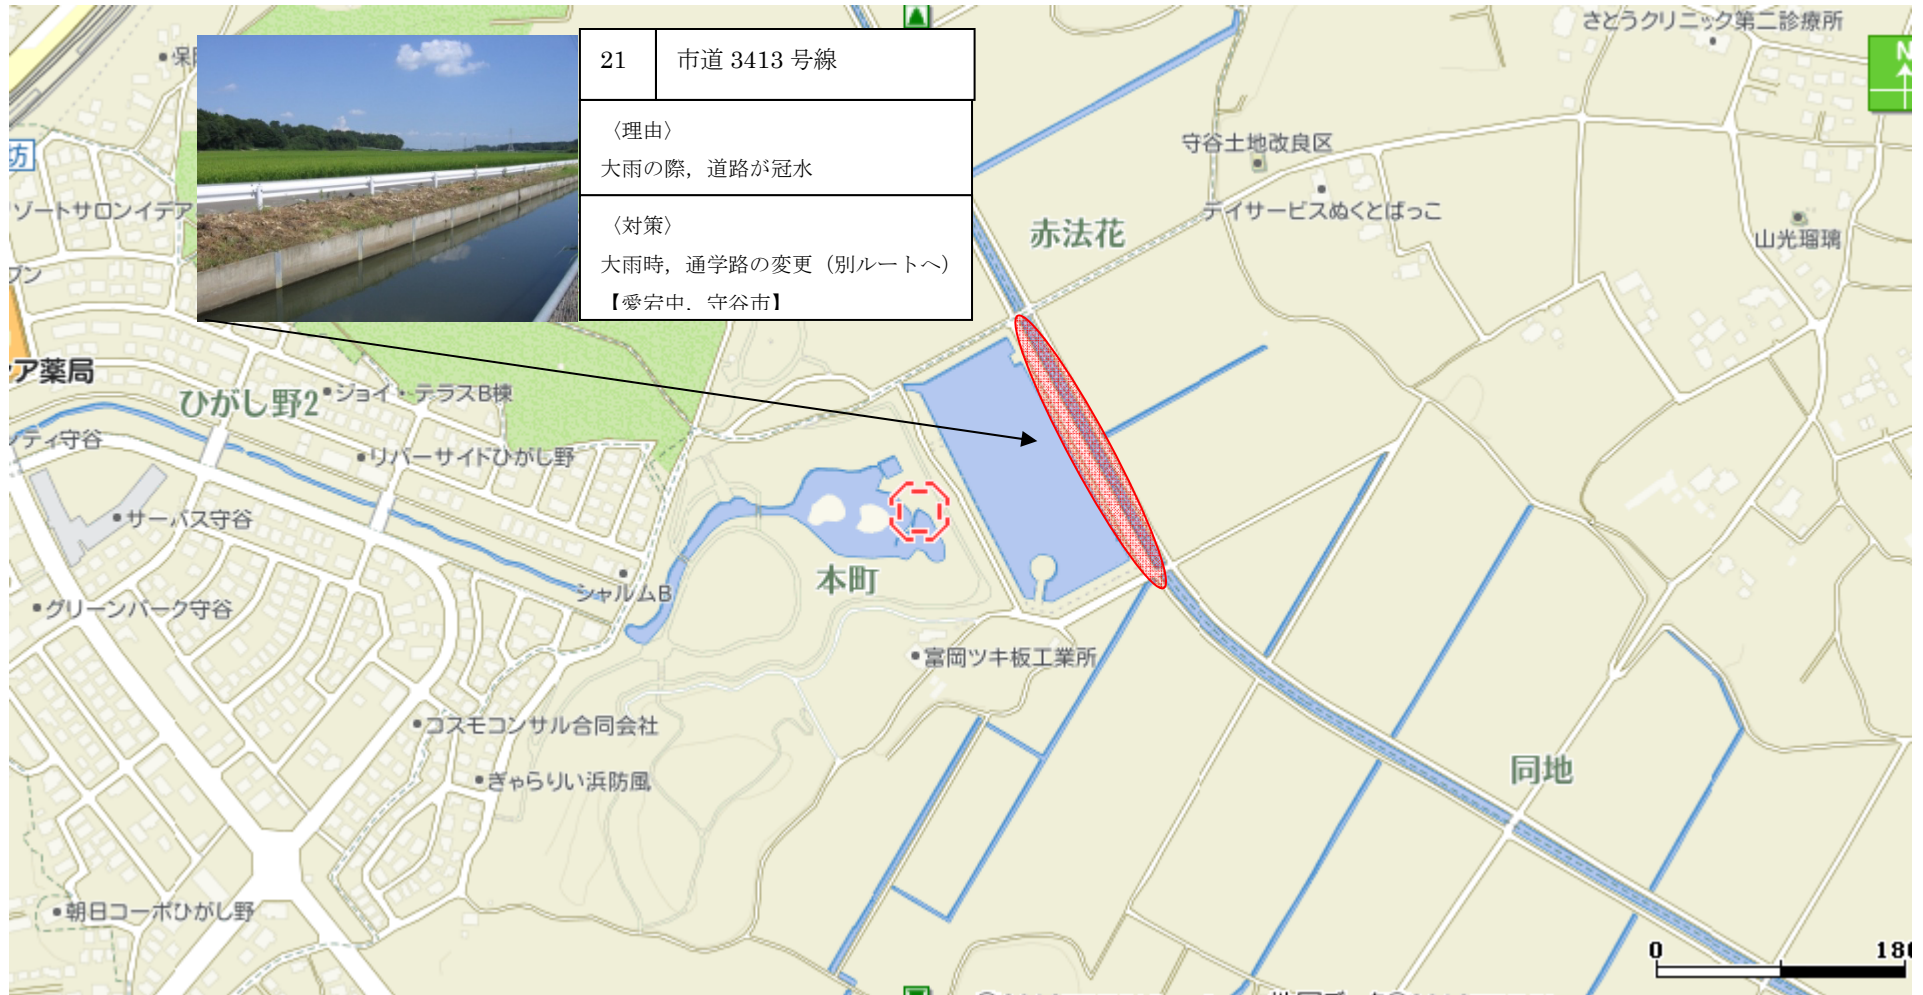 21
市道 3413 号線
〈理由〉
大雨の際，道路が冠水
〈対策〉
大雨時，通学路の変更（別ルートへ）
【愛宕中，守谷市】
さとうクリニック第二診療所
N
守谷土地改良区
デイサービスぬくとぱっこ
山光瑠璃
赤法花
ゾートサロンイデア
ブン
ア薬局
ひがし野2
ジョイ・テラスB棟
ティ守谷
リバーサイドひがし野
サーパス守谷
シャルムB
本町
グリーンパーク守谷
富岡ツキ板工業所
コスモコンサル合同会社
ぎゃらりい浜防風
同地
朝日コーポひがし野
0
180